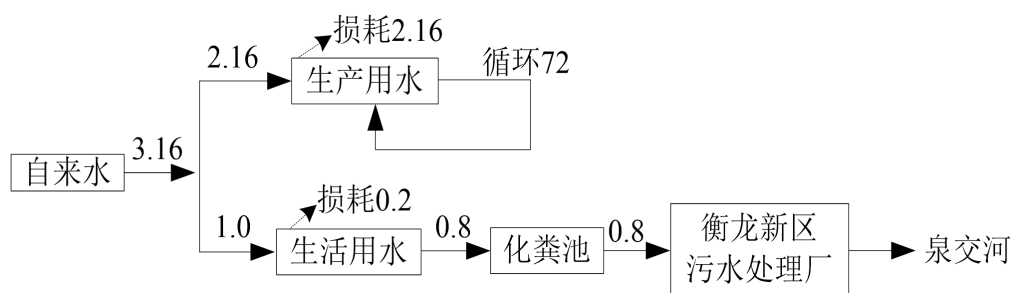 损耗2.16
2.16
生产用水
循环72
自来水
3.16
损耗0.2
1.0
生活用水
0.8
化粪池
0.8
衡龙新区
污水处理厂
泉交河